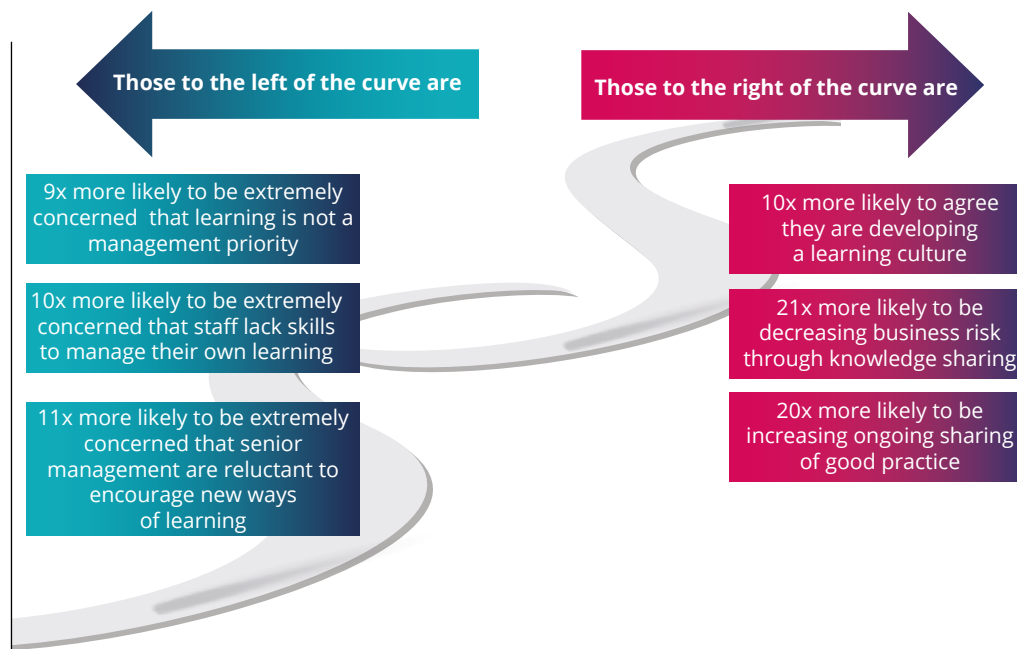 Those to the left of the curve are
Those to the right of the curve are
9x more likely to be extremely
concerned that learning is not a
management priority
10x more likely to be extremely
concerned that staff lack skills
to manage their own learning
11x more likely to be extremely
concerned that senior
management are reluctant to
encourage new ways
of learning
10x more likely to agree
they are developing
a learning culture
21x more likely to be
decreasing business risk
through knowledge sharing
20x more likely to be
increasing ongoing sharing
of good practice